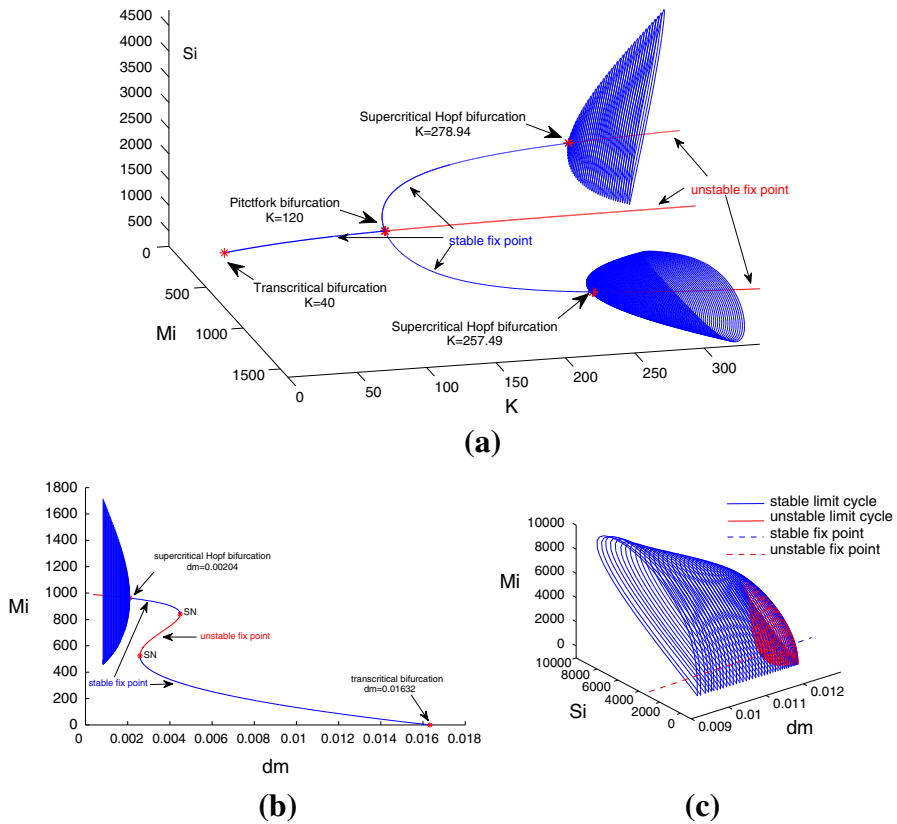 4500
4000
3500
3000
2500
2000
1500
1000
500
0
Si
Supercritical Hopf bifurcation
K=278.94
unstable fix point
Pitctfork bifurcation
K=120
stable fix point
Transcritical bifurcation
K=40
Supercritical Hopf bifurcation
K=257.49
500
1000
1500
Mi
0
50
100
150
200
250
300
K
(a)
1800
1600
1400
1200
1000
800
600
400
200
0
Mi
supercritical Hopf bifurcation
dm=0.00204
SN
unstable fix point
SN
stable fix point
transcritical bifurcation
dm=0.01632
0 0.002 0.004 0.006 0.008 0.01 0.012 0.014 0.016 0.018
dm
(b)
stable limit cycle
unstable limit cycle
stable fix point
unstable fix point
10000
8000
6000
4000
2000
0
Mi
10000
8000
6000
4000
2000
0
Si
0.009
0.01
0.011
0.012
dm
(c)